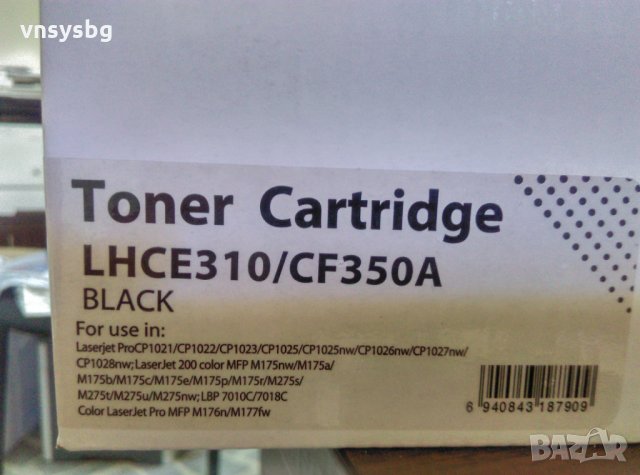 vnsysbg
Toner Cartridge
LHCE310/CF350A
BLACK
For use in:
Laserjet ProCP1021/CP1022/CP1023/CP1025/CP1025nw/CP1026nw/CP1027nw/
CP1028nw;LaserJet 200 color MFP M175nw/M175a/
M175b/M175c/M175e/M175p/M175r/M275s/
M275t/M275u/M275nw; LBP 7010C/7018C
Color LaserJet Pro MFP M176n/M177fw
6 940843 187909
BAZAR